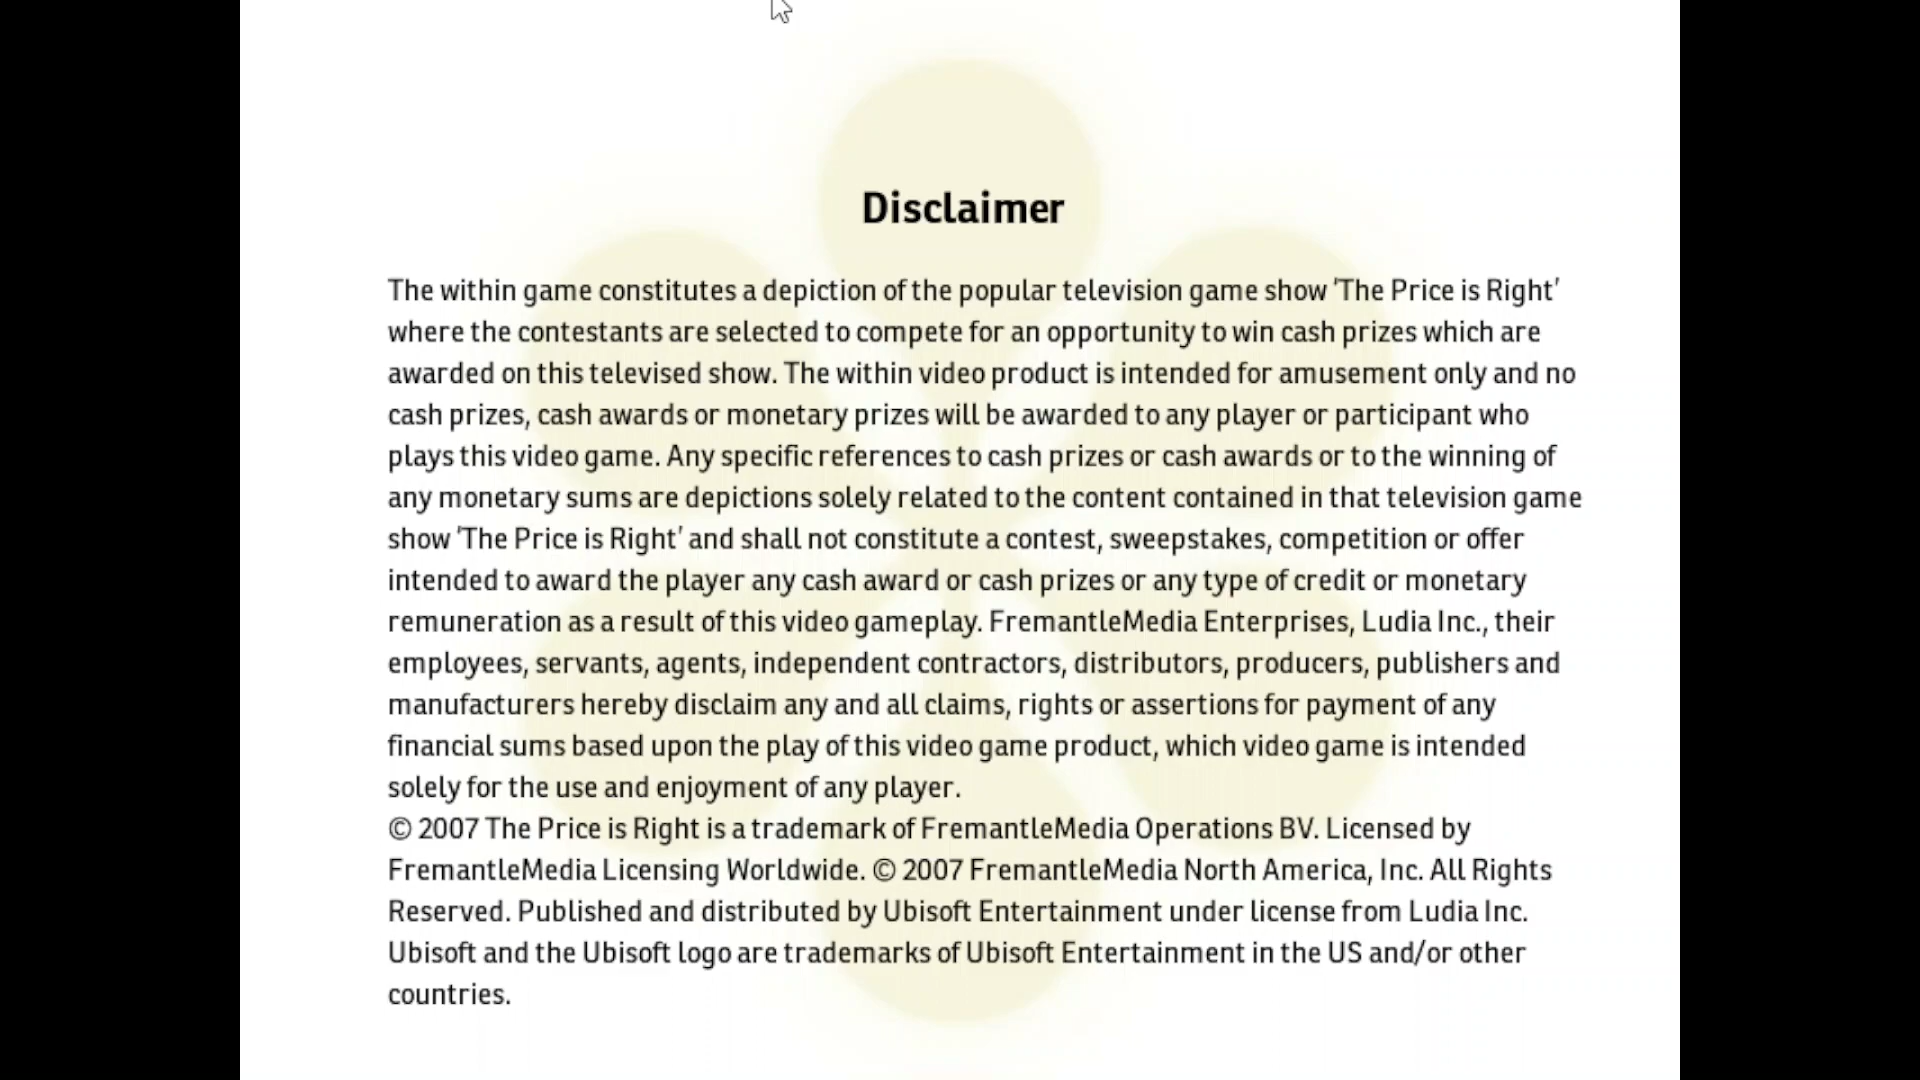 Disclaimer
The within game constitutes a depiction of the popular television game show 'The Price is Right'
where the contestants are selected to compete for an opportunity to win cash prizes which are
awarded on this televised show. The within video product is intended for amusement only and no
cash prizes, cash awards or monetary prizes will be awarded to any player or participant who
plays this video game. Any specific references to cash prizes or cash awards or to the winning of
any monetary sums are depictions solely related to the content contained in that television game
show 'The Price is Right' and shall not constitute a contest, sweepstakes, competition or offer
intended to award the player any cash award or cash prizes or any type of credit or monetary
remuneration as a result of this video gameplay. FremantleMedia Enterprises, Ludia Inc., their
employees, servants, agents, independent contractors, distributors, producers, publishers and
manufacturers hereby disclaim any and all claims, rights or assertions for payment of any
financial sums based upon the play of this video game product, which video game is intended
solely for the use and enjoyment of any player.
© 2007 The Price is Right is a trademark of FremantleMedia Operations BV. Licensed by
FremantleMedia Licensing Worldwide. © 2007 FremantleMedia North America, Inc. All Rights
Reserved. Published and distributed by Ubisoft Entertainment under license from Ludia Inc.
Ubisoft and the Ubisoft logo are trademarks of Ubisoft Entertainment in the US and/or other
countries.